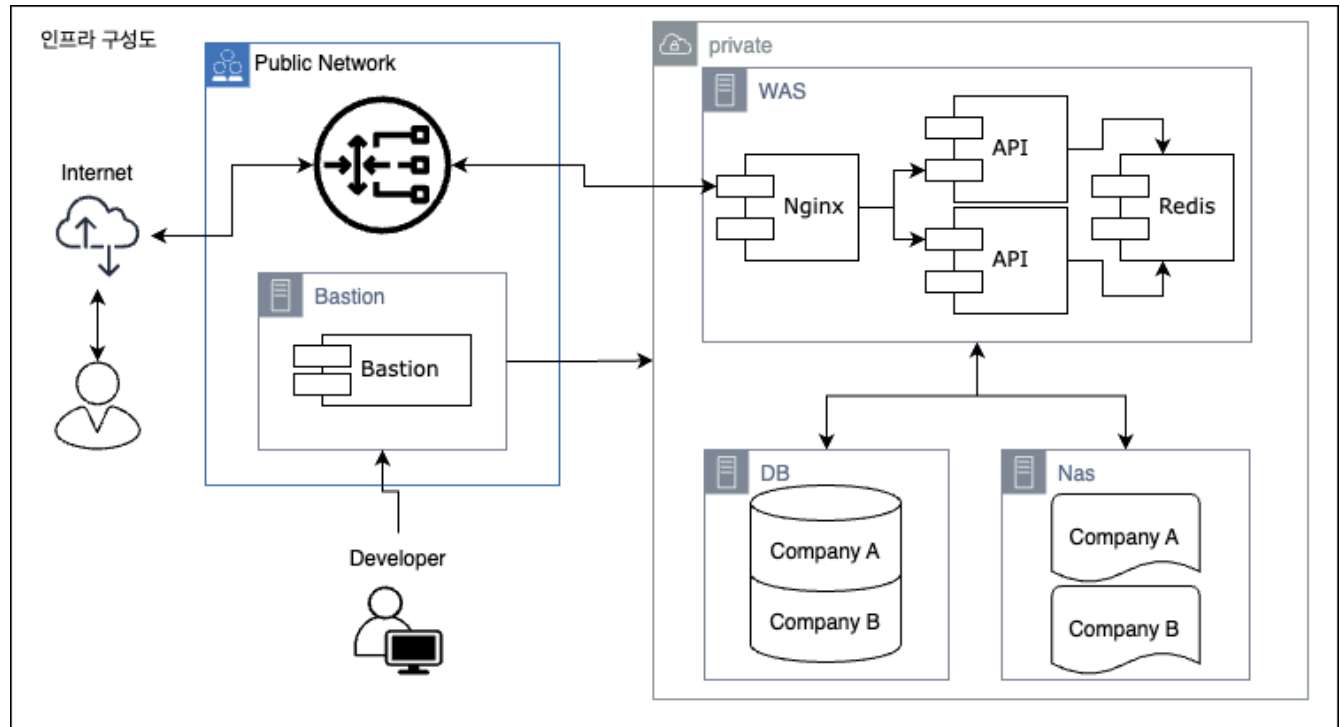 인프라 구성도
Public Network
Internet
Bastion
Bastion
Developer
private
WAS
Nginx
API
API
Redis
DB
Company A
Company B
Nas
Company A
Company B